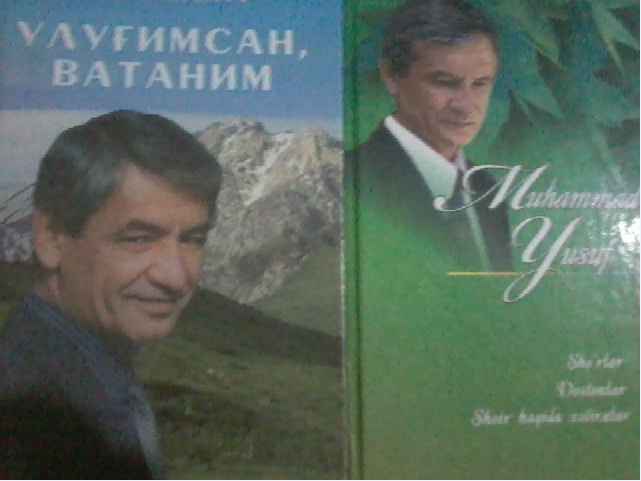 УЛУҒИМСАН,
ВАТАНИМ
Muhammad
Yusuf
She'rlar
Dostonlar
Shoir haqida xotiralar